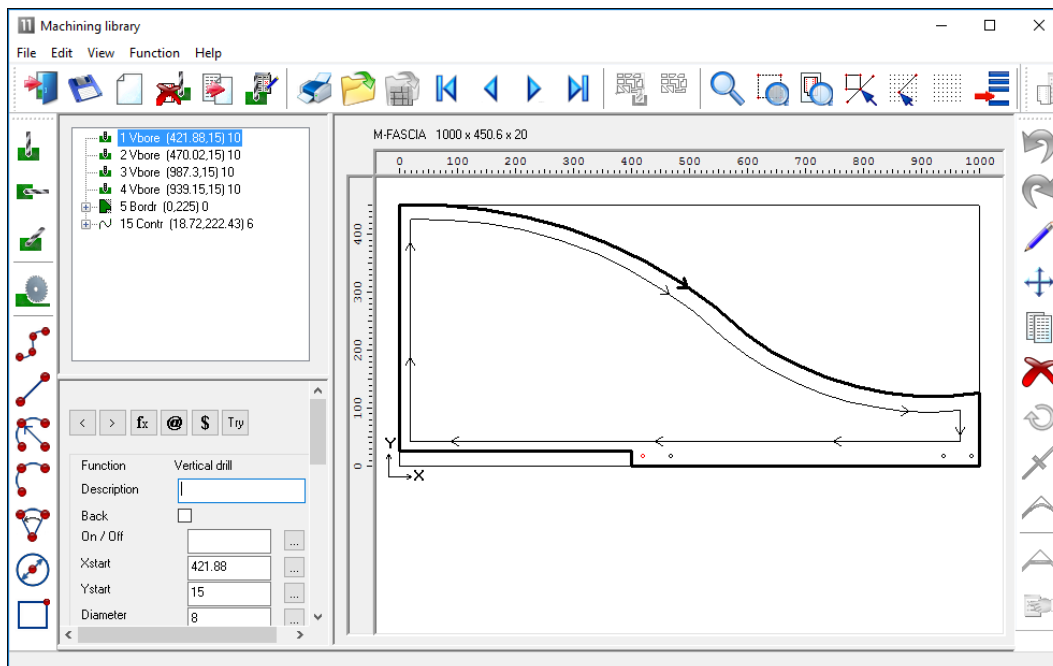 Machining library
File Edit View Function Help
1 Vbore (421.88,15) 10
2 Vbore (470.02,15) 10
3 Vbore (987.3,15) 10
4 Vbore (939.15,15) 10
5 Bordr (0,225) 0
15 Contr (18.72,222.43) 6
< > fx @ $ Try
Function Vertical drill
Description
Back
On / Off ...
Xstart 421.88 ...
Ystart 15 ...
Diameter 8 ...
M-FASCIA 1000 x 450.6 x 20
0 100 200 300 400 500 600 700 800 900 1000
400
300
200
100
0
Y
X